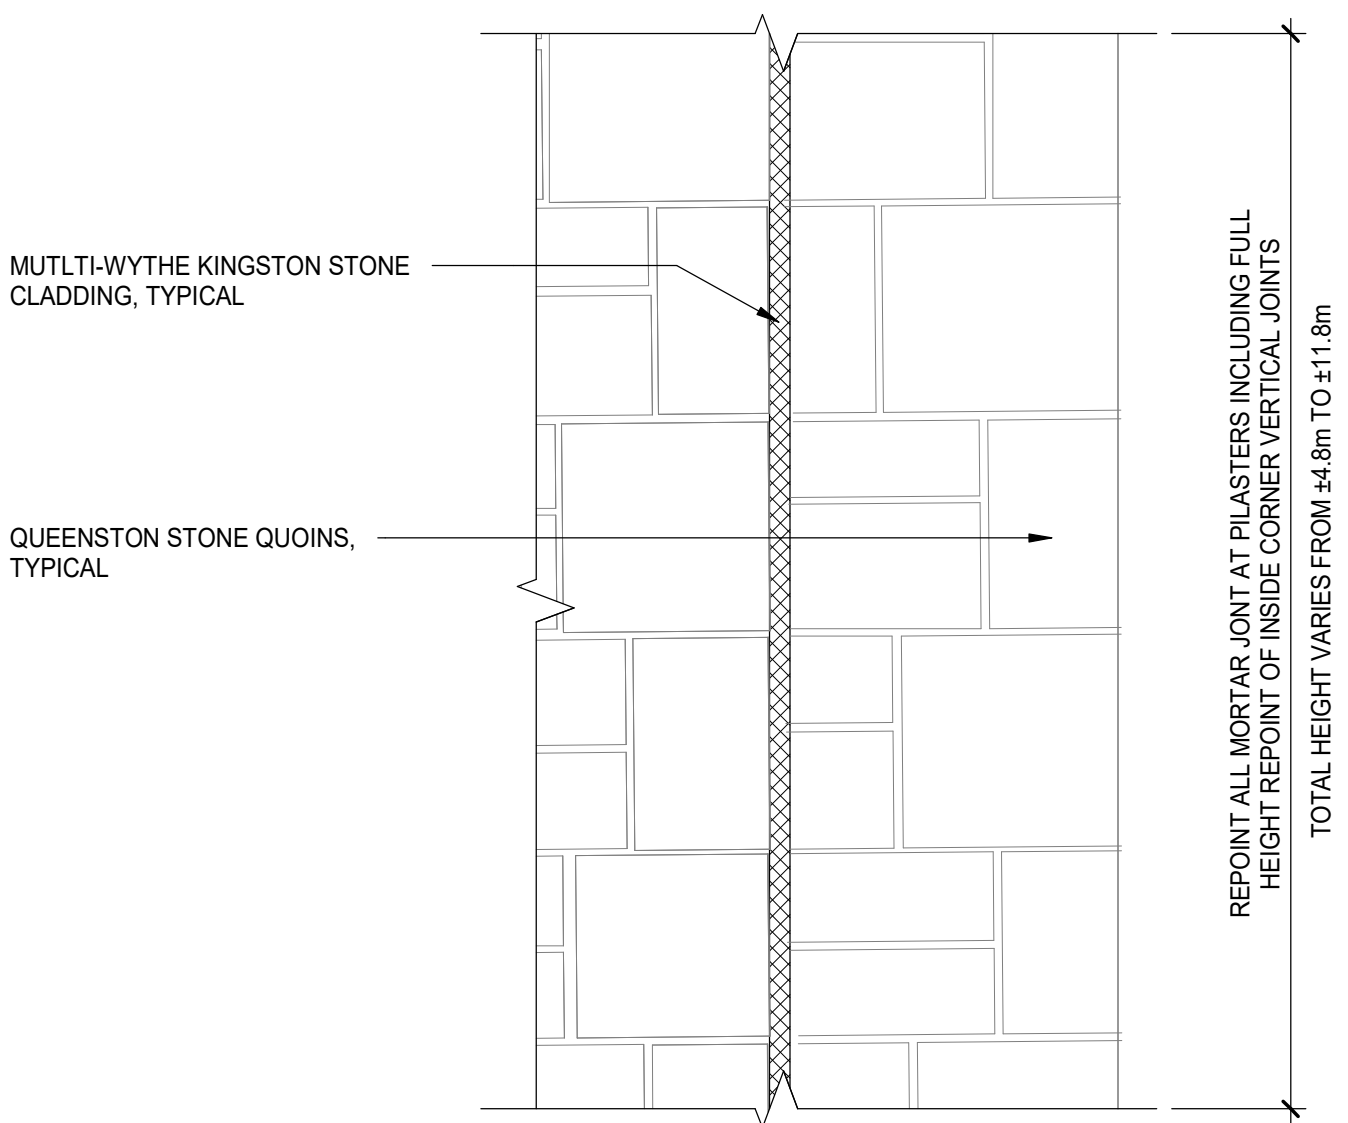 MUTLTI-WYTHE KINGSTON STONE
CLADDING, TYPICAL
QUEENSTON STONE QUOINS,
TYPICAL
REPOINT ALL MORTAR JONT AT PILASTERS INCLUDING FULL
HEIGHT REPOINT OF INSIDE CORNER VERTICAL JOINTS
TOTAL HEIGHT VARIES FROM ±4.8m TO ±11.8m